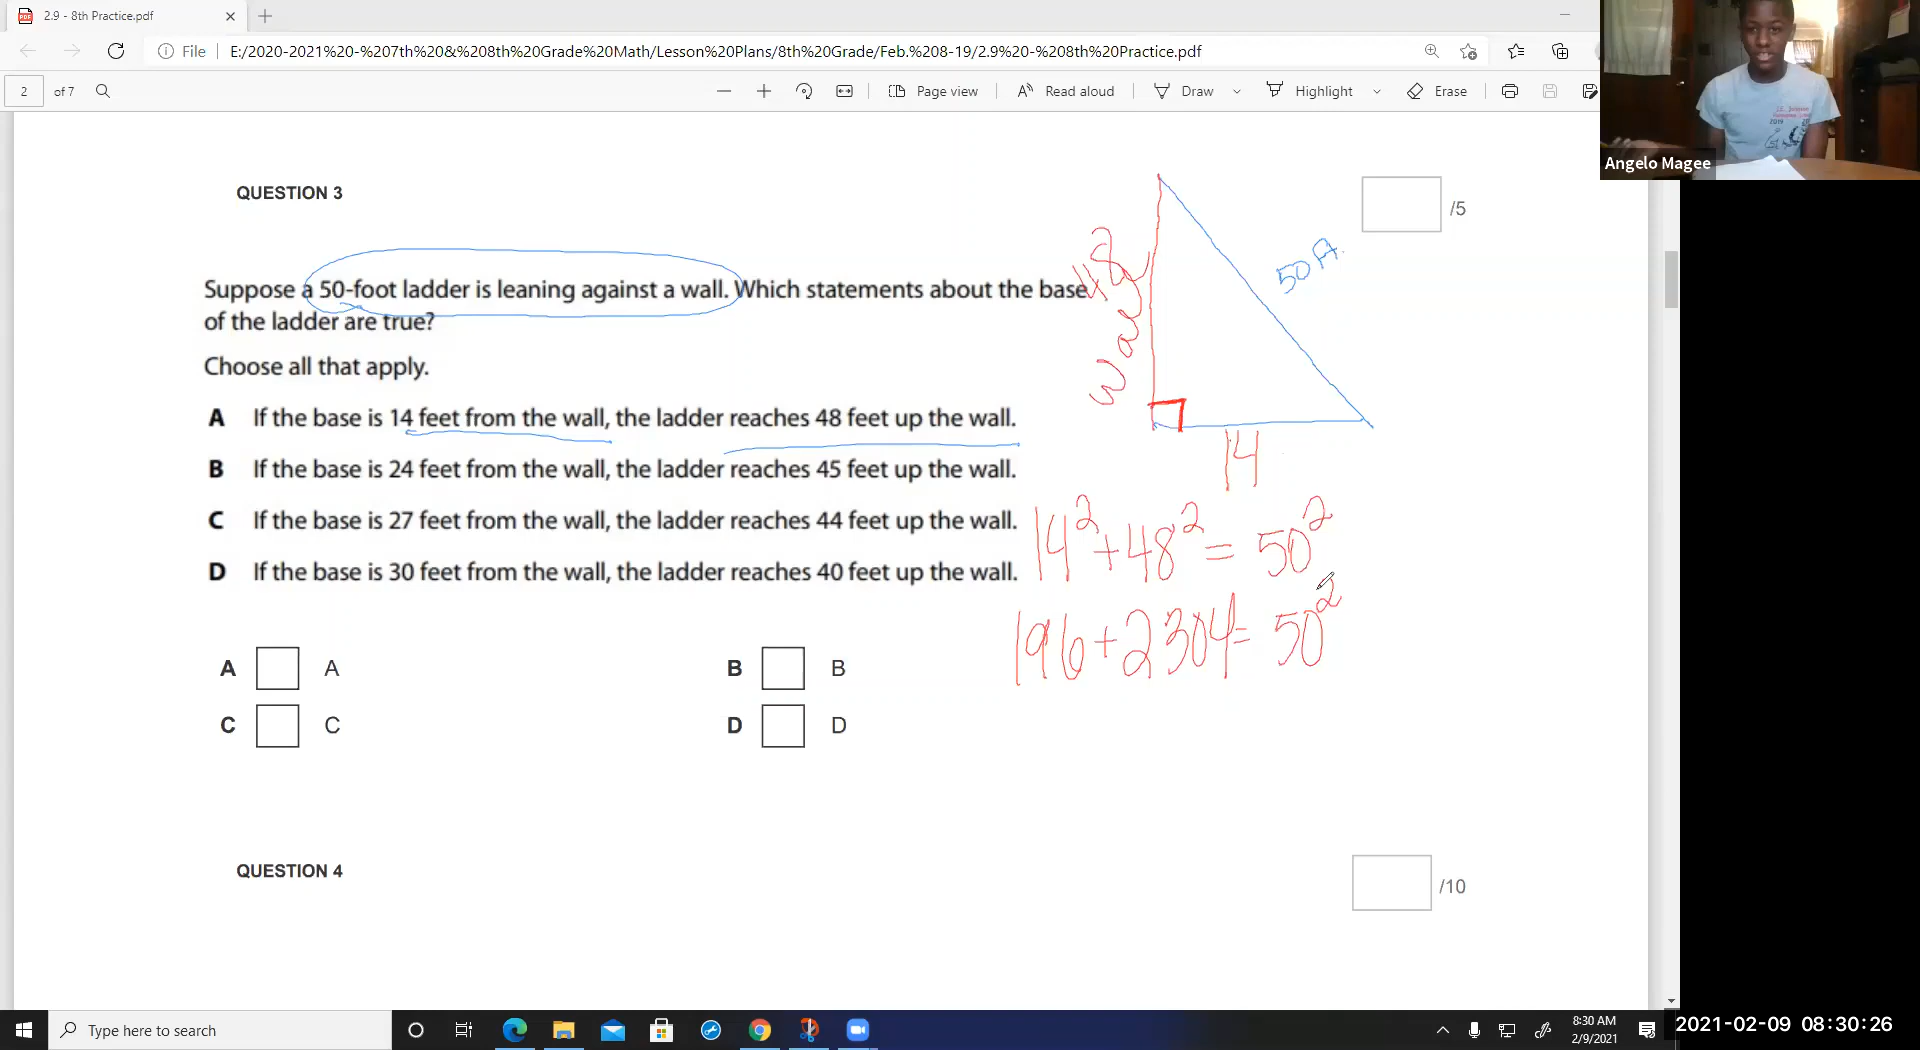 2.9 - 8th Practice.pdf
File E:/2020-2021%20-%207th%20&%208th%20Grade%20Math/Lesson%20Plans/8th%20Grade/Feb.%208-19/2.9%20-%208th%20Practice.pdf
2 of 7 Page view Read aloud Draw Highlight Erase
Angelo Magee
QUESTION 3
/5
50 ft.
48
Wall
Suppose a 50-foot ladder is leaning against a wall. Which statements about the base
of the ladder are true?
Choose all that apply.
A If the base is 14 feet from the wall, the ladder reaches 48 feet up the wall.
14
B If the base is 24 feet from the wall, the ladder reaches 45 feet up the wall.
C If the base is 27 feet from the wall, the ladder reaches 44 feet up the wall.
14² + 48² = 50²
D If the base is 30 feet from the wall, the ladder reaches 40 feet up the wall.
196 + 2304 = 50²
A A B B
C C D D
QUESTION 4
/10
Type here to search
8:30 AM
2/9/2021
2021-02-09 08:30:26